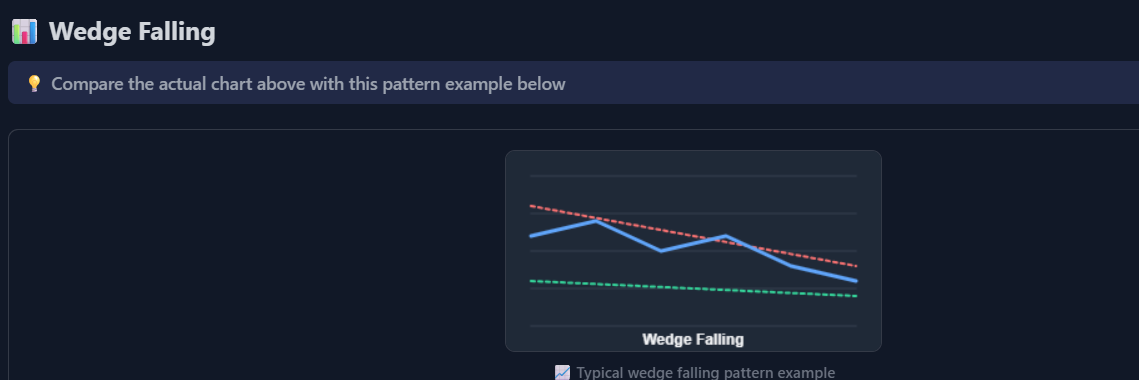 Wedge Falling
Compare the actual chart above with this pattern example below
Wedge Falling
Typical wedge falling pattern example